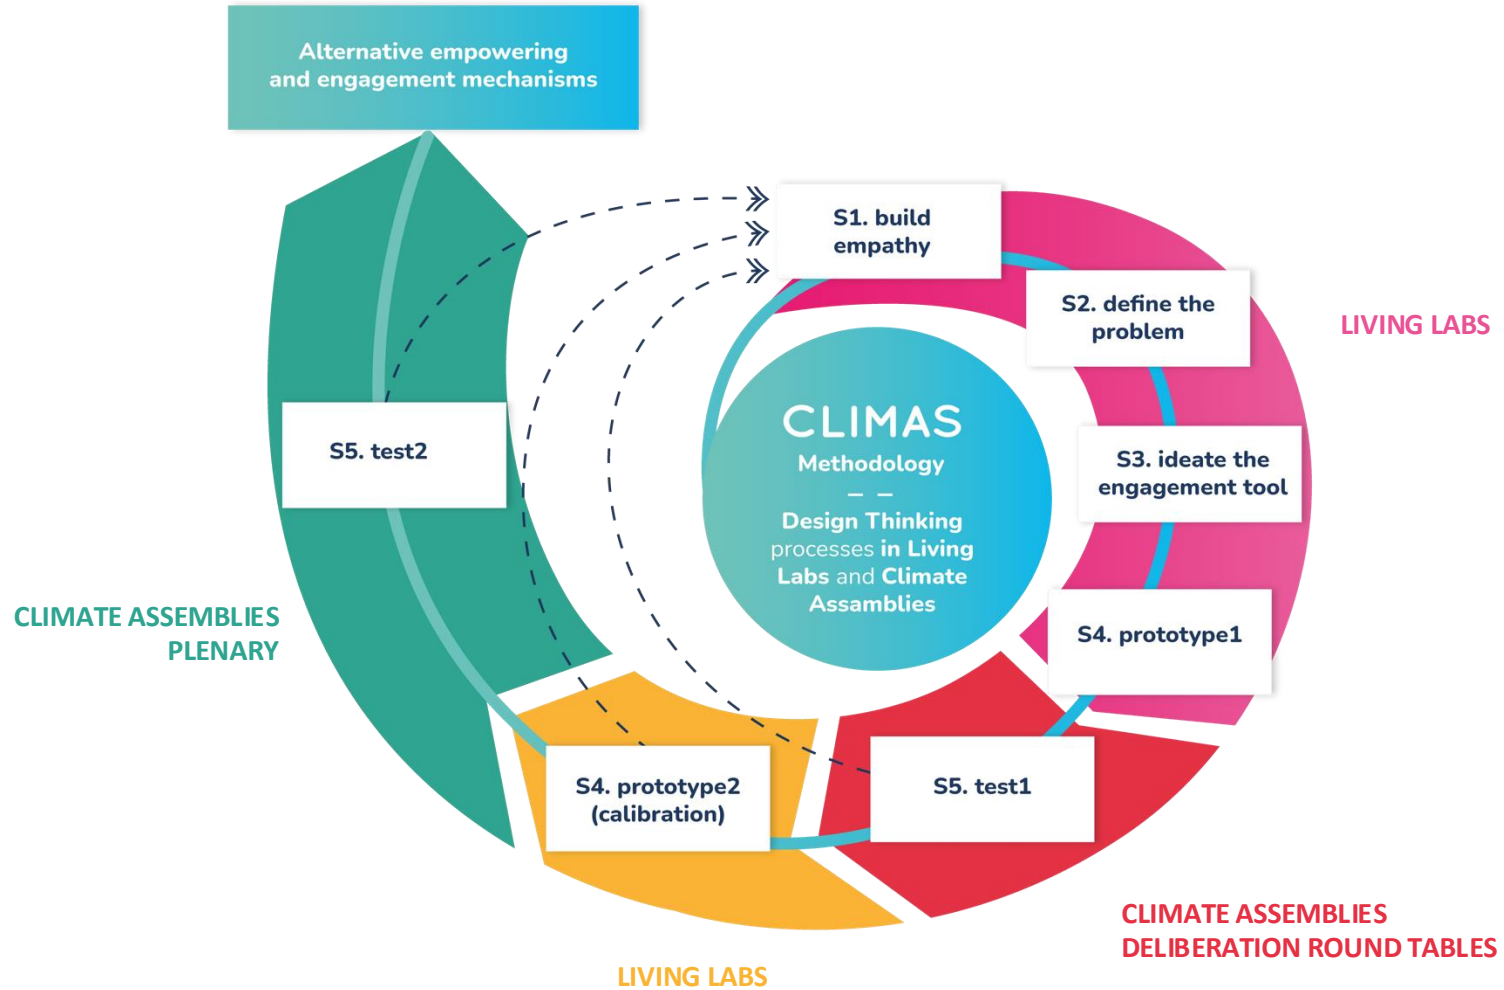 Alternative empowering
and engagement mechanisms
S1. build
empathy
S2. define the
problem
LIVING LABS
S3. ideate the
engagement tool
S4. prototype1
CLIMAS
Methodology
– –
Design Thinking
processes in Living
Labs and Climate
Assamblies
S5. test2
CLIMATE ASSEMBLIES
PLENARY
S4. prototype2
(calibration)
S5. test1
CLIMATE ASSEMBLIES
DELIBERATION ROUND TABLES
LIVING LABS